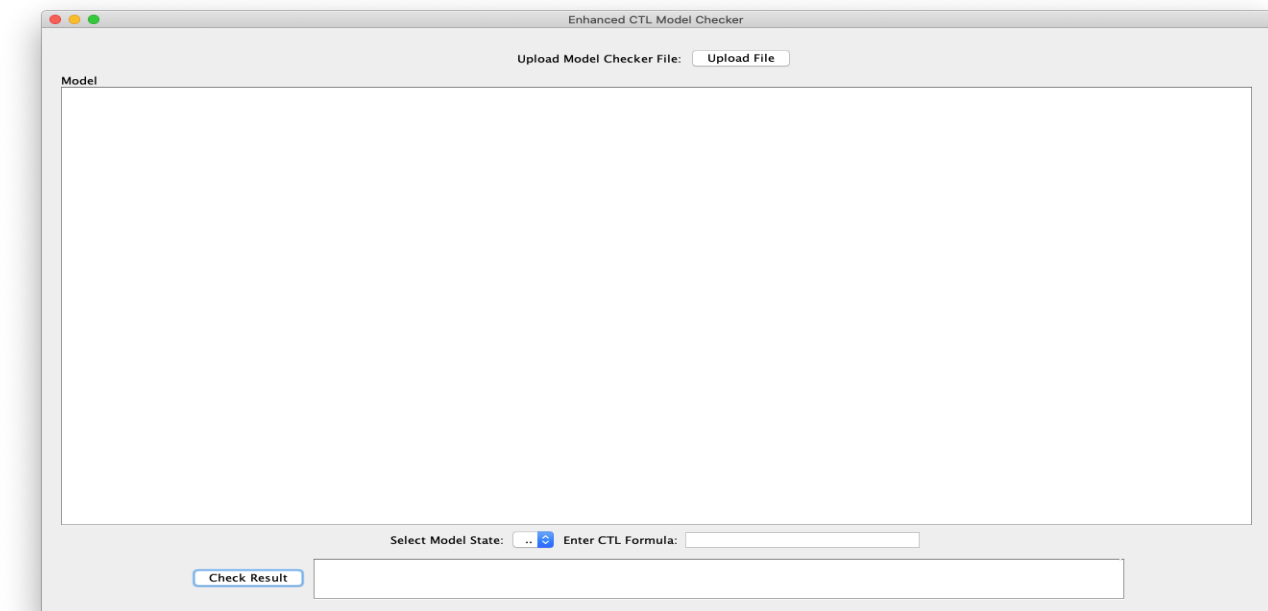 Enhanced CTL Model Checker
Upload Model Checker File: Upload File
Model
Select Model State: .. Enter CTL Formula:
Check Result